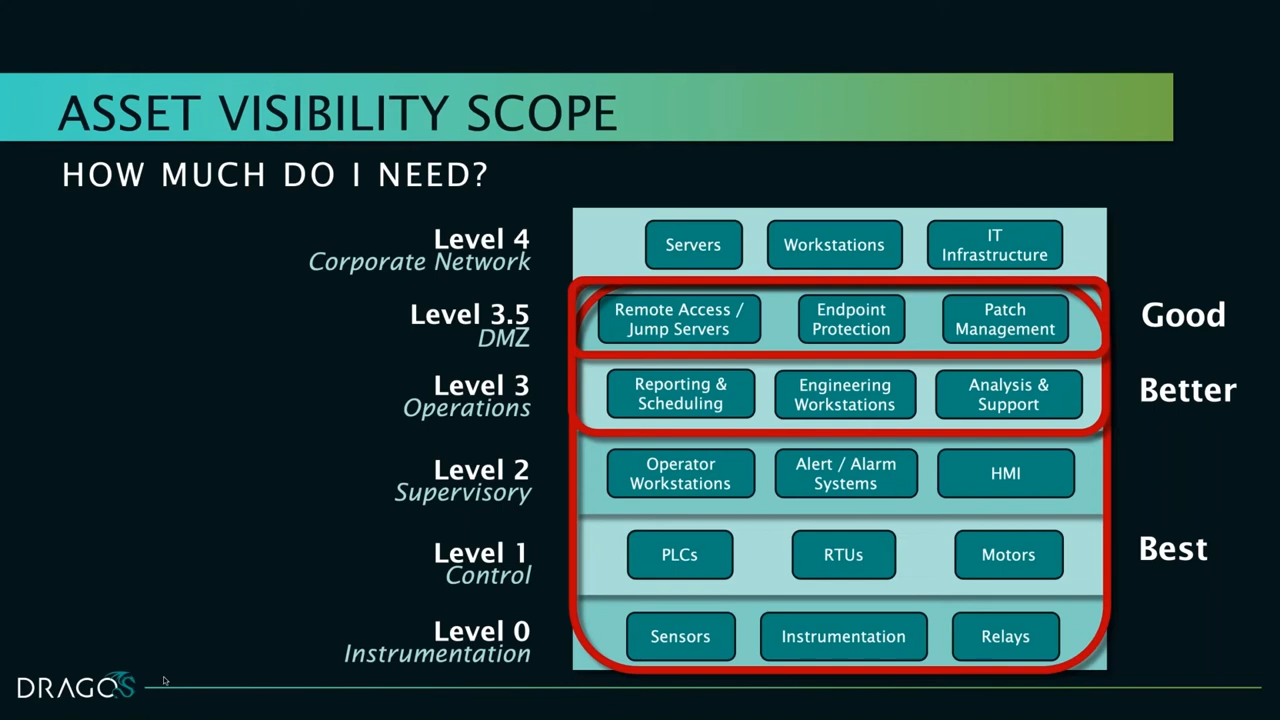 ASSET VISIBILITY SCOPE
HOW MUCH DO I NEED?
Level 4
Corporate Network
Servers
Workstations
IT
Infrastructure
Level 3.5
DMZ
Remote Access /
Jump Servers
Endpoint
Protection
Patch
Management
Good
Level 3
Operations
Reporting &
Scheduling
Engineering
Workstations
Analysis &
Support
Better
Level 2
Supervisory
Operator
Workstations
Alert / Alarm
Systems
HMI
Level 1
Control
PLCs
RTUs
Motors
Best
Level 0
Instrumentation
Sensors
Instrumentation
Relays
DRAGOS